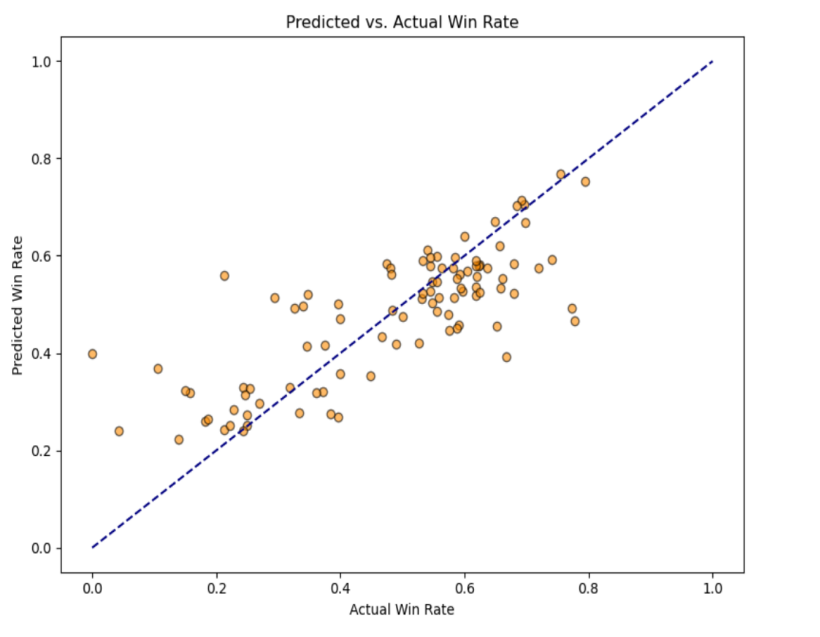 Predicted vs. Actual Win Rate
1.0
0.8
0.6
0.4
0.2
0.0
Predicted Win Rate
0.0 0.2 0.4 0.6 0.8 1.0
Actual Win Rate